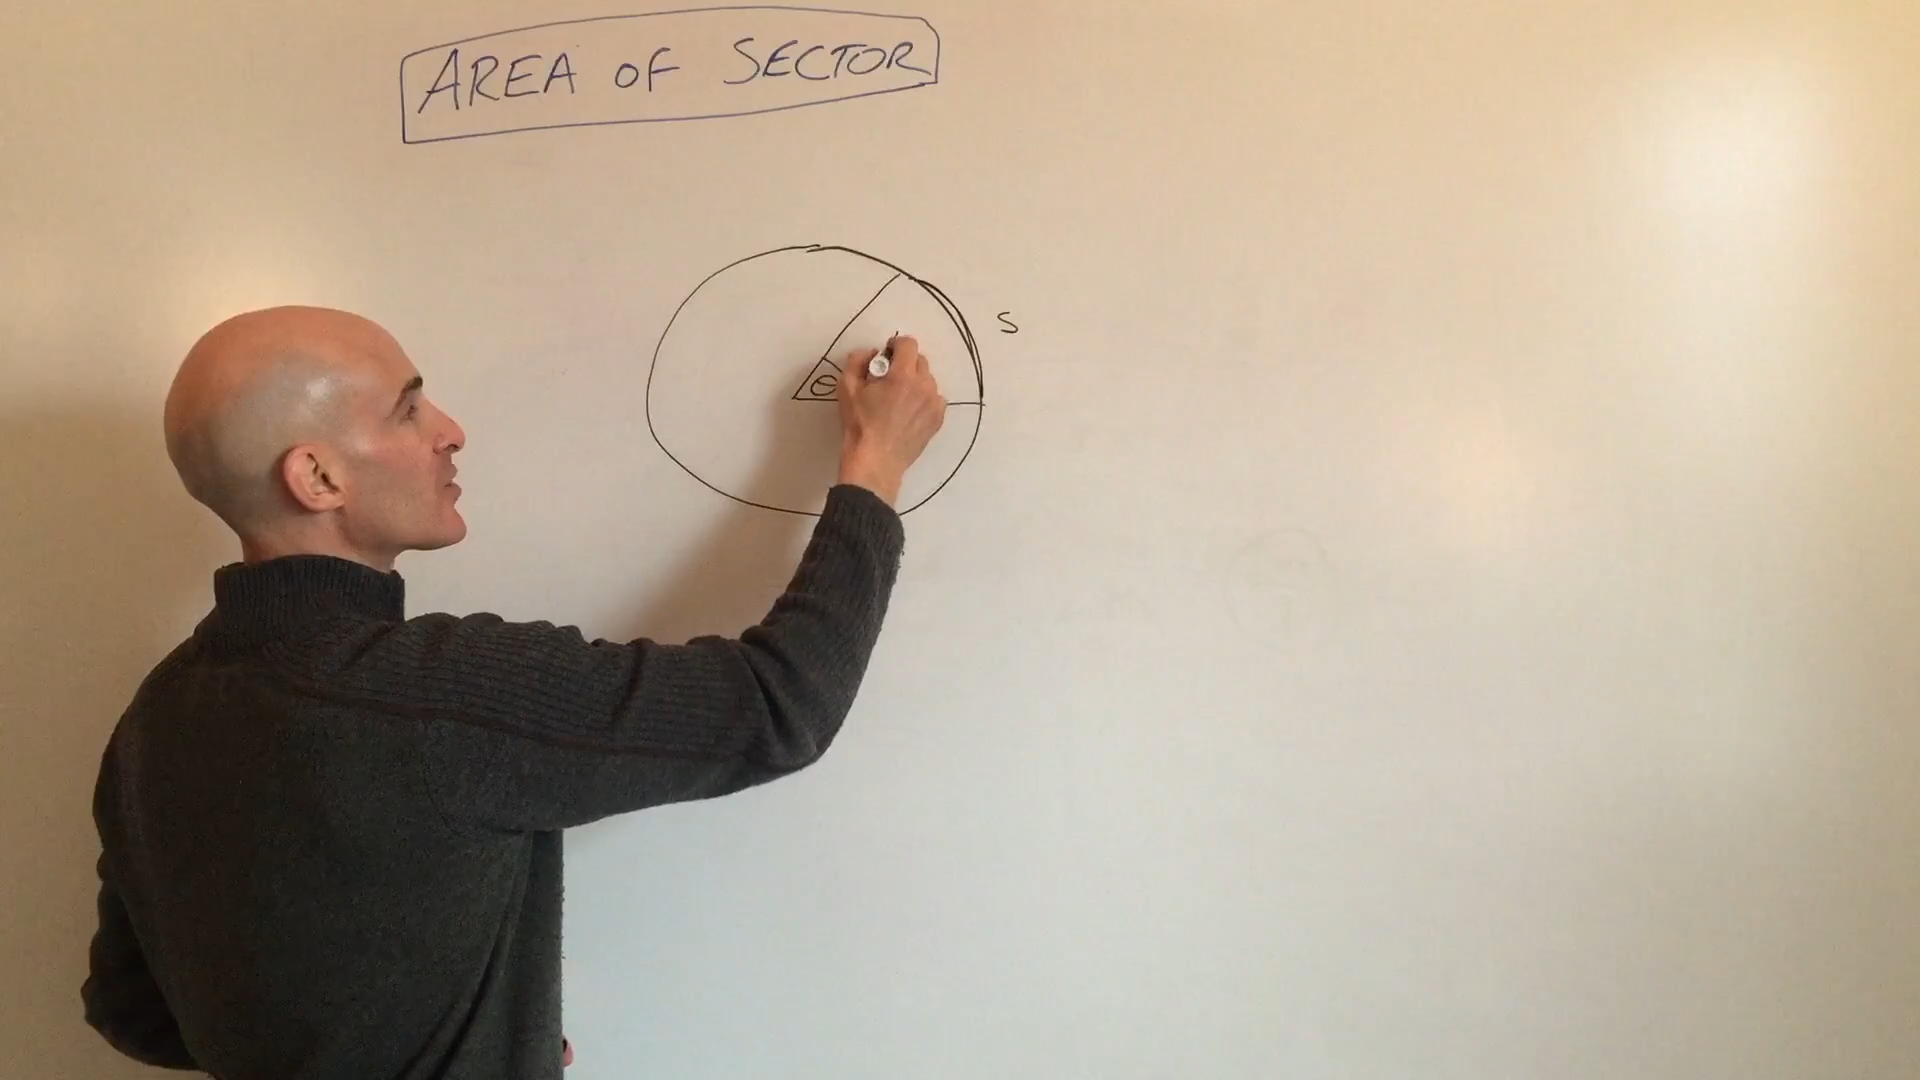 AREA OF SECTOR
S
θ